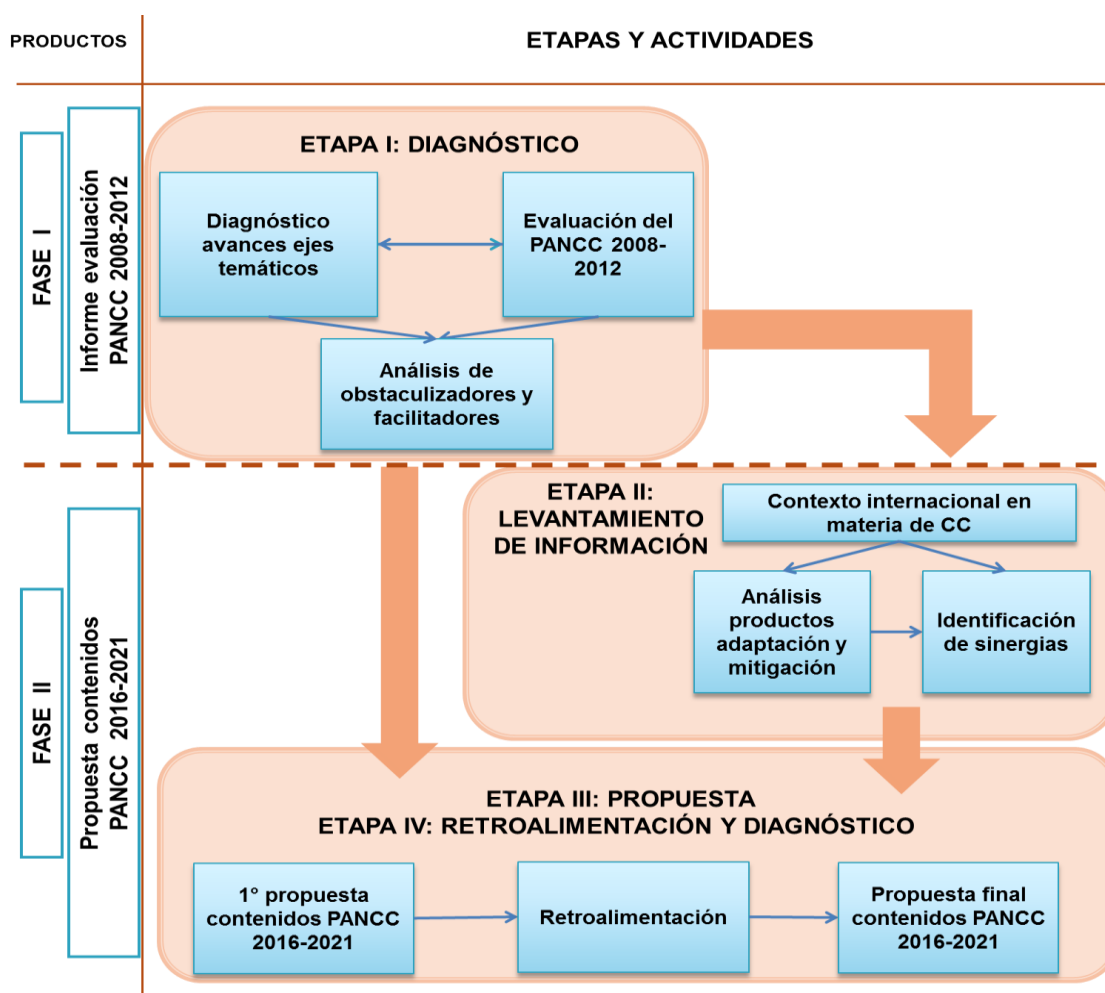 PRODUCTOS
ETAPAS Y ACTIVIDADES
FASE I
Informe evaluación
PANCC 2008-2012
ETAPA I: DIAGNÓSTICO
Diagnóstico
avances ejes
temáticos
Evaluación del
PANCC 2008-
2012
Análisis de
obstaculizadores y
facilitadores
FASE II
Propuesta contenidos
PANCC 2016-2021
ETAPA II:
LEVANTAMIENTO
DE INFORMACIÓN
Contexto internacional en
materia de CC
Análisis
productos
adaptación y
mitigación
Identificación
de sinergias
ETAPA III: PROPUESTA
ETAPA IV: RETROALIMENTACIÓN Y DIAGNÓSTICO
1° propuesta
contenidos PANCC
2016-2021
Retroalimentación
Propuesta final
contenidos PANCC
2016-2021